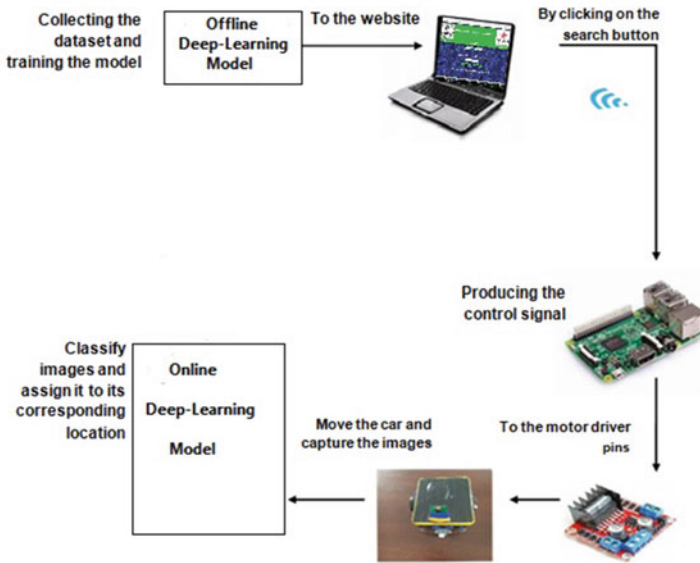 Collecting the
dataset and
training the model
Offline
Deep-Learning
Model
To the website
By clicking on the
search button
Producing the
control signal
Classify
images and
assign it to its
corresponding
location
Online
Deep-Learning
Model
Move the car and
capture the images
To the motor driver
pins